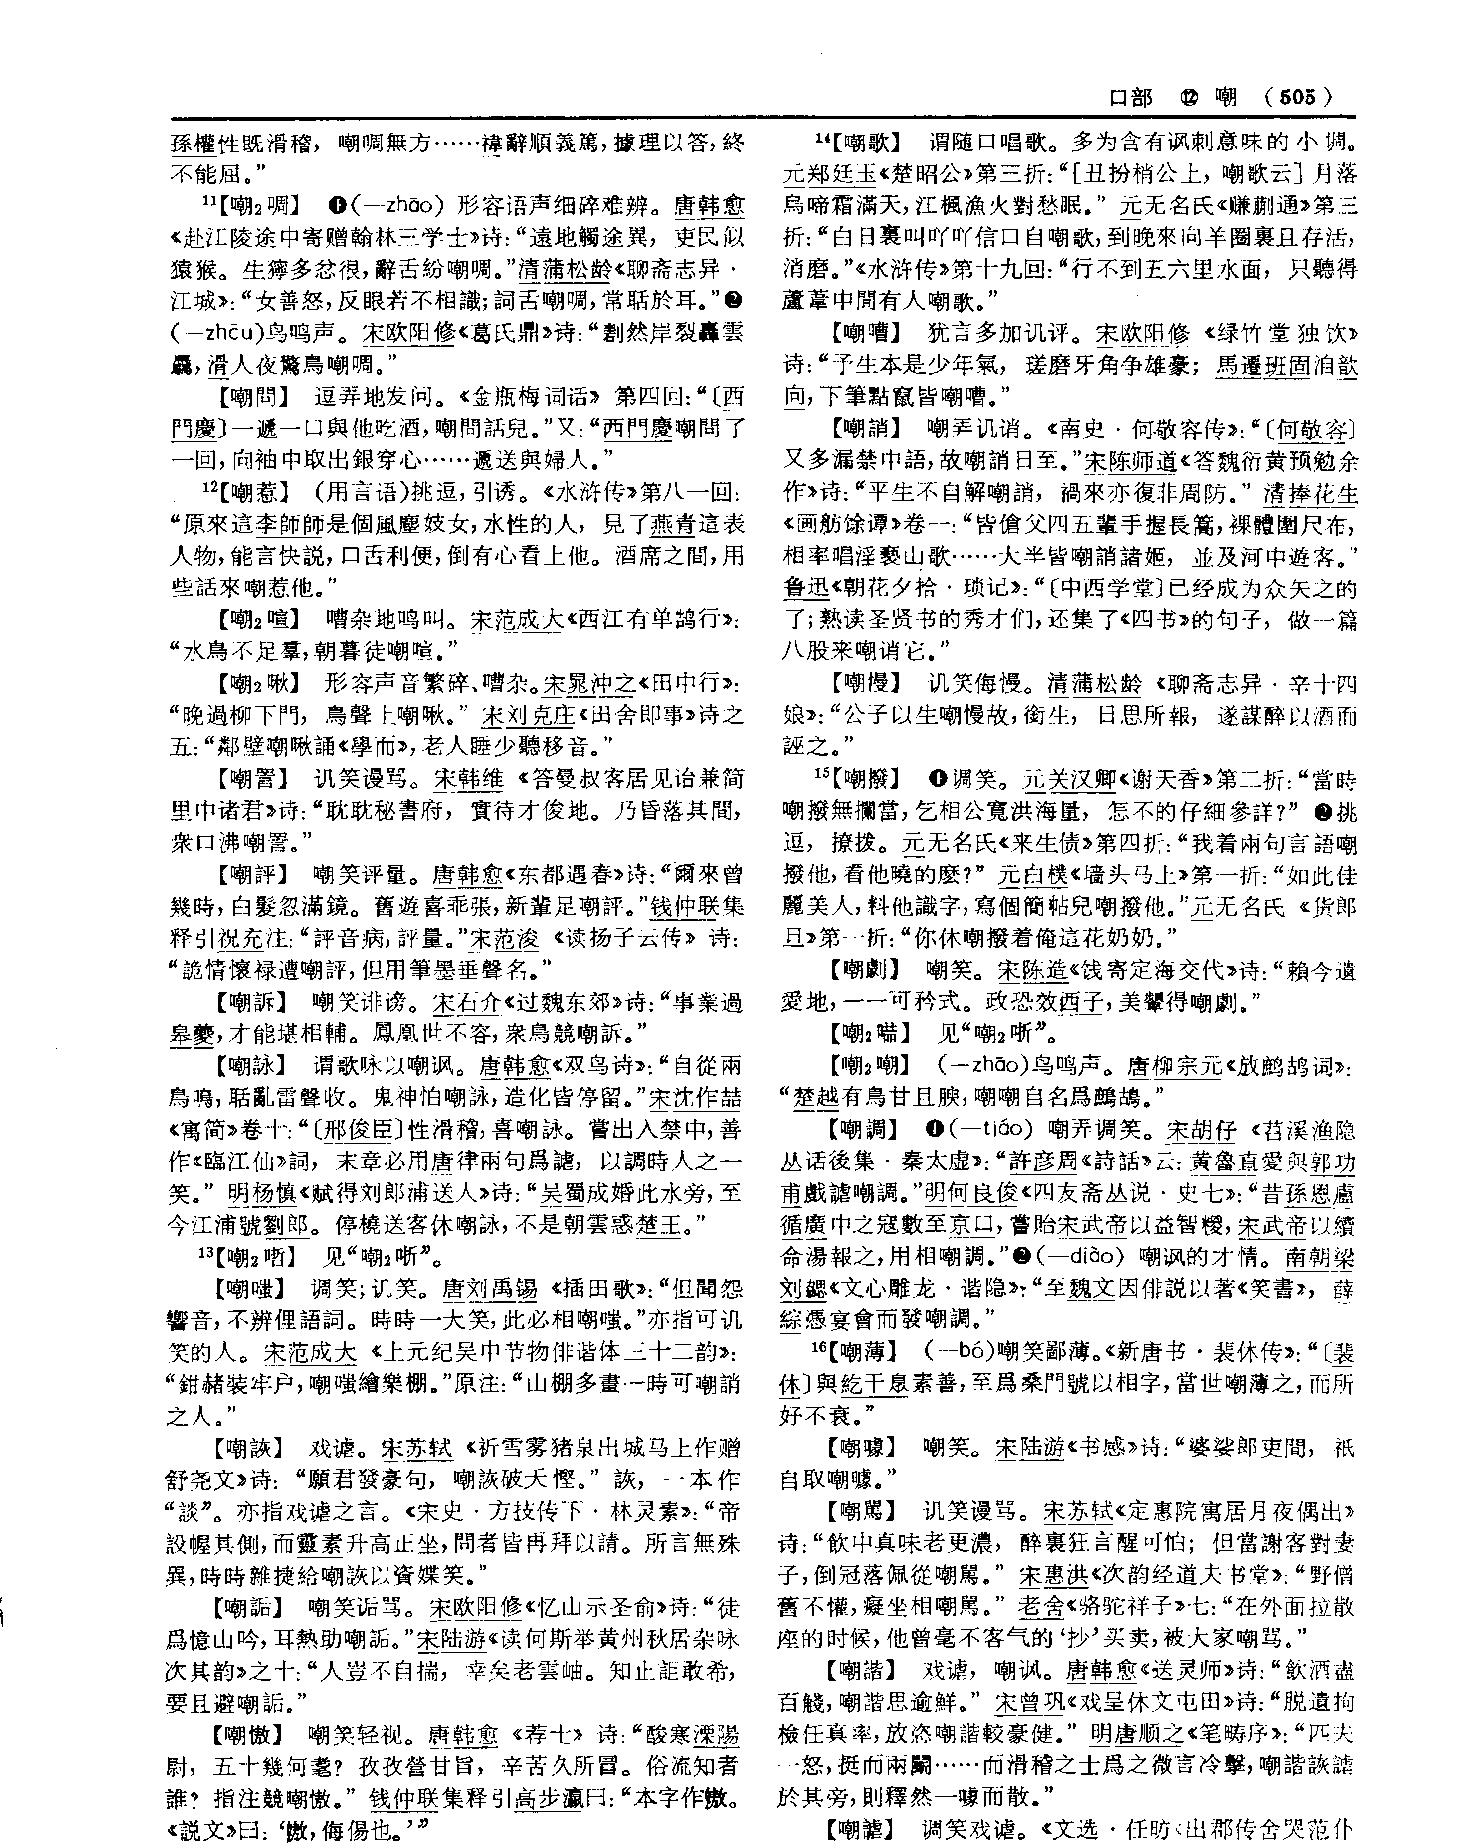 口部 ⑫ 嘲 （505）
孫權性既滑稽，嘲啁無方……禕辭順義篤，據理以答，終
不能屈。”
11【嘲₂啁】 ❶（—zhāo）形容语声细碎难辨。唐韩愈
《赴江陵途中寄赠翰林三学士》诗：“遠地觸途異，吏民似
猿猴。生獰多忿很，辭舌紛嘲啁。”清蒲松龄《聊斋志异·
江城》：“女善怒，反眼若不相識；詞舌嘲啁，常聒於耳。”❷
（—zhōu）鸟鸣声。宋欧阳修《葛氏鼎》诗：“割然岸裂轟雲
驫，滑人夜驚鳥嘲啁。”
【嘲問】 逗弄地发问。《金瓶梅词话》第四回：“〔西
門慶〕一遞一口與他吃酒，嘲問話兒。”又：“西門慶嘲問了
一回，向袖中取出銀穿心……遞送與婦人。”
12【嘲惹】 （用言语）挑逗，引诱。《水浒传》第八一回：
“原來這李師師是個風塵妓女，水性的人，見了燕青這表
人物，能言快説，口舌利便，倒有心看上他。酒席之間，用
些話來嘲惹他。”
【嘲₂喧】 嘈杂地鸣叫。宋范成大《西江有单鹄行》：
“水鳥不足羣，朝暮徒嘲喧。”
【嘲₂啾】 形容声音繁碎、嘈杂。宋晁冲之《田中行》：
“晚過柳下門，鳥聲上嘲啾。”宋刘克庄《田舍即事》诗之
五：“鄰壁嘲啾誦《學而》，老人睡少聽移音。”
【嘲詈】 讥笑谩骂。宋韩维《答曼叔客居见诒兼简
里中诸君》诗：“耽耽秘書府，實待才俊地。乃昏落其間，
衆口沸嘲詈。”
【嘲評】 嘲笑评量。唐韩愈《东都遇春》诗：“爾來曾
幾時，白髮忽滿鏡。舊遊喜乖張，新輩足嘲評。”钱仲联集
释引祝充注：“評音病，評量。”宋范浚《读扬子云传》诗：
“詭情懷禄遭嘲評，但用筆墨垂聲名。”
【嘲訴】 嘲笑诽谤。宋石介《过魏东郊》诗：“事業過
皋夔，才能堪相輔。鳳凰世不容，衆鳥競嘲訴。”
【嘲詠】 谓歌咏以嘲讽。唐韩愈《双鸟诗》：“自從兩
鳥鳴，聒亂雷聲收。鬼神怕嘲詠，造化皆停留。”宋沈作喆
《寓简》卷十：“〔邢俊臣〕性滑稽，喜嘲詠。嘗出入禁中，善
作《臨江仙》詞，末章必用唐律兩句爲謔，以調時人之一
笑。”明杨慎《赋得刘郎浦送人》诗：“吴蜀成婚此水旁，至
今江浦號劉郎。停橈送客休嘲詠，不是朝雲惑楚王。”
13【嘲₂哳】 见“嘲₂哳”。
【嘲嗤】 调笑；讥笑。唐刘禹锡《插田歌》：“但聞怨
響音，不辨俚語詞。時時一大笑，此必相嘲嗤。”亦指可讥
笑的人。宋范成大《上元纪吴中节物俳谐体三十二韵》：
“鉗赭裝牢户，嘲嗤繪樂棚。”原注：“山棚多畫一時可嘲誚
之人。”
【嘲詼】 戏谑。宋苏轼《祈雪雾猪泉出城马上作赠
舒尧文》诗：“願君發豪句，嘲詼破天慳。”詼，一本作
“談”。亦指戏谑之言。《宋史·方技传下·林灵素》：“帝
設幄其側，而靈素升高正坐，問者皆再拜以請。所言無殊
異，時時雜捷給嘲詼以資媟笑。”
【嘲詬】 嘲笑诟骂。宋欧阳修《忆山示圣俞》诗：“徒
爲憶山吟，耳熱助嘲詬。”宋陆游《读何斯举黄州秋居杂咏
次其韵》之十：“人豈不自揣，幸矣老雲岫。知止詎敢希，
要且避嘲詬。”
【嘲慠】 嘲笑轻视。唐韩愈《荐士》诗：“酸寒溧陽
尉，五十幾何耄？孜孜營甘旨，辛苦久所冒。俗流知者
誰？指注競嘲慠。”钱仲联集释引高步瀛曰：“本字作慠。
《説文》曰：‘慠，侮傷也。’”
14【嘲歌】 谓随口唱歌。多为含有讽刺意味的小调。
元郑廷玉《楚昭公》第三折：“［丑扮梢公上，嘲歌云］月落
烏啼霜滿天，江楓漁火對愁眠。”元无名氏《赚蒯通》第三
折：“白日裏叫吖吖信口自嘲歌，到晚來向羊圈裏且存活，
消磨。”《水浒传》第十九回：“行不到五六里水面，只聽得
蘆葦中間有人嘲歌。”
【嘲嘈】 犹言多加讥评。宋欧阳修《绿竹堂独饮》
诗：“予生本是少年氣，瑳磨牙角争雄豪；馬遷班固洎歆
向，下筆點竄皆嘲嘈。”
【嘲誚】 嘲弄讥诮。《南史·何敬容传》：“〔何敬容〕
又多漏禁中語，故嘲誚日至。”宋陈师道《答魏衍黄预勉余
作》诗：“平生不自解嘲誚，禍來亦復非周防。”清捧花生
《画舫馀谭》卷一：“皆傖父四五輩手握長篙，裸體圍尺布，
相率唱淫褻山歌……大半皆嘲誚諸姬，並及河中遊客。”
鲁迅《朝花夕拾·琐记》：“〔中西学堂〕已经成为众矢之的
了；熟读圣贤书的秀才们，还集了《四书》的句子，做一篇
八股来嘲诮它。”
【嘲慢】 讥笑侮慢。清蒲松龄《聊斋志异·辛十四
娘》：“公子以生嘲慢故，銜生，日思所報，遂謀醉以酒而
誣之。”
15【嘲撥】 ❶调笑。元关汉卿《谢天香》第二折：“當時
嘲撥無攔當，乞相公寬洪海量，怎不的仔細參詳？”❷挑
逗，撩拨。元无名氏《来生债》第四折：“我着兩句言語嘲
撥他，看他曉的麽？”元白樸《墙头马上》第一折：“如此佳
麗美人，料他識字，寫個簡帖兒嘲撥他。”元无名氏《货郎
旦》第一折：“你休嘲撥着俺這花奶奶。”
【嘲劇】 嘲笑。宋陈造《饯寄定海交代》诗：“賴今遺
愛地，一一可矜式。政恐效西子，美顰得嘲劇。”
【嘲₂㗫】 见“嘲₂哳”。
【嘲₂嘲】 （—zhāo）鸟鸣声。唐柳宗元《放鹧鸪词》：
“楚越有鳥甘且腴，嘲嘲自名爲鷓鴣。”
【嘲調】 ❶（—tiáo）嘲弄调笑。宋胡仔《苕溪渔隐
丛话後集·秦太虚》：“許彦周《詩話》云：黄魯直愛與郭功
甫戲謔嘲調。”明何良俊《四友斋丛说·史七》：“昔孫恩盧
循廣中之寇數至京口，嘗貽宋武帝以益智糉，宋武帝以續
命湯報之，用相嘲調。”❷（—diào）嘲讽的才情。南朝梁
刘勰《文心雕龙·谐隐》：“至魏文因俳説以著《笑書》，薛
綜憑宴會而發嘲調。”
16【嘲薄】 （—bó）嘲笑鄙薄。《新唐书·裴休传》：“〔裴
休〕與紇干臮素善，至爲桑門號以相字，當世嘲薄之，而所
好不衰。”
【嘲噱】 嘲笑。宋陆游《书感》诗：“婆娑郎吏間，祇
自取嘲噱。”
【嘲駡】 讥笑谩骂。宋苏轼《定惠院寓居月夜偶出》
诗：“飲中真味老更濃，醉裏狂言醒可怕；但當謝客對妻
子，倒冠落佩從嘲駡。”宋惠洪《次韵经道夫书堂》：“野僧
舊不懂，癡坐相嘲駡。”老舍《骆驼祥子》七：“在外面拉散
座的时候，他曾毫不客气的‘抄’买卖，被大家嘲骂。”
【嘲諧】 戏谑，嘲讽。唐韩愈《送灵师》诗：“飲酒盡
百觴，嘲諧思逾鮮。”宋曾巩《戏呈休文屯田》诗：“脱遺拘
檢任真率，放恣嘲諧較豪健。”明唐顺之《笔畴序》：“匹夫
一怒，挺而兩鬭……而滑稽之士爲之微言冷擊，嘲諧詼謔
於其旁，則釋然一噱而散。”
【嘲謔】 调笑戏谑。《文选·任昉〈出郡传舍哭范仆